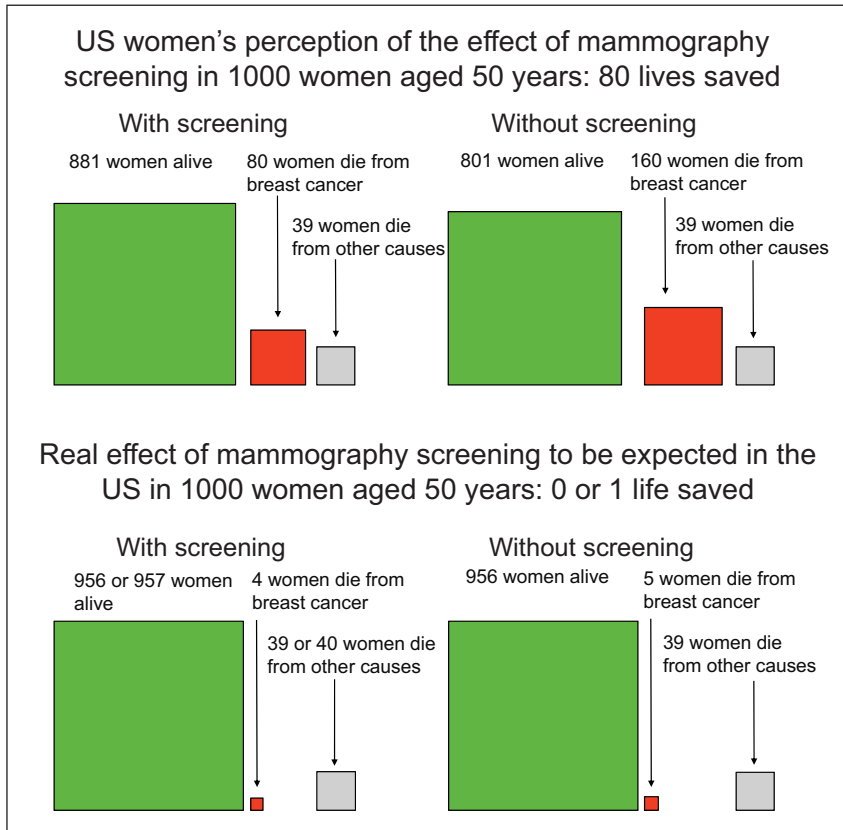 US women's perception of the effect of mammography
screening in 1000 women aged 50 years: 80 lives saved
With screening
881 women alive
80 women die from
breast cancer
39 women die
from other causes
Without screening
801 women alive
160 women die from
breast cancer
39 women die
from other causes
Real effect of mammography screening to be expected in the
US in 1000 women aged 50 years: 0 or 1 life saved
With screening
956 or 957 women
alive
4 women die from
breast cancer
39 or 40 women die
from other causes
Without screening
956 women alive
5 women die from
breast cancer
39 women die
from other causes